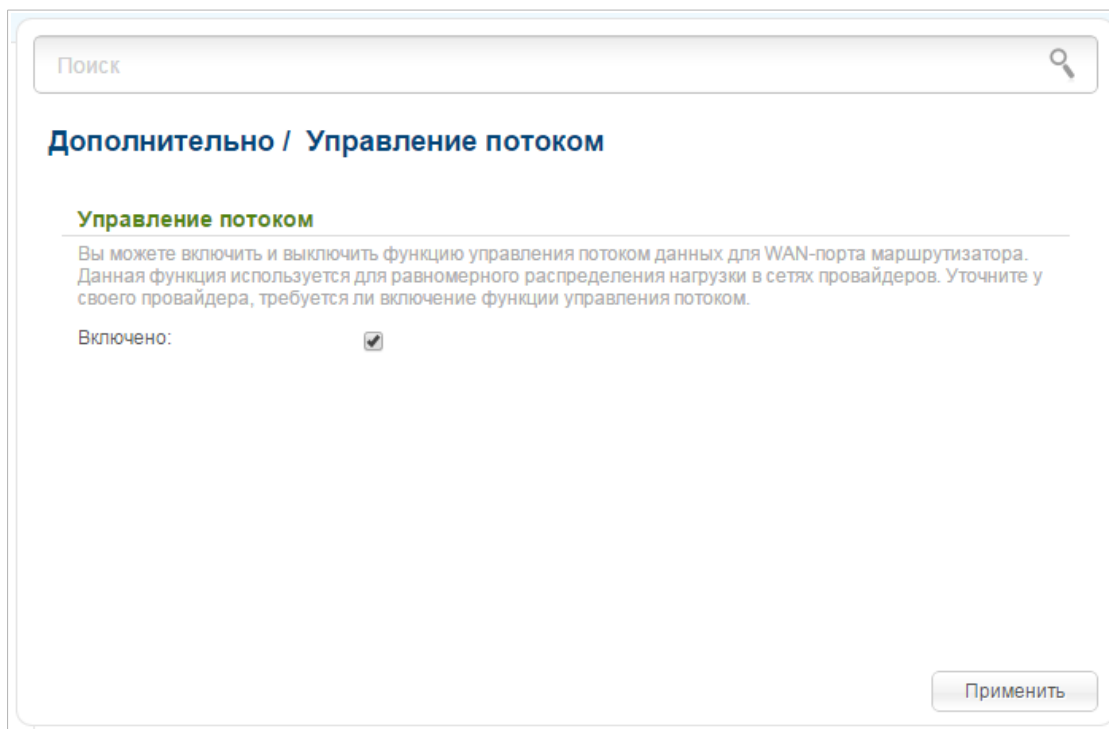 Поиск
Дополнительно / Управление потоком
Управление потоком
Вы можете включить и выключить функцию управления потоком данных для WAN-порта маршрутизатора.
Данная функция используется для равномерного распределения нагрузки в сетях провайдеров. Уточните у
своего провайдера, требуется ли включение функции управления потоком.
Включено:
Применить